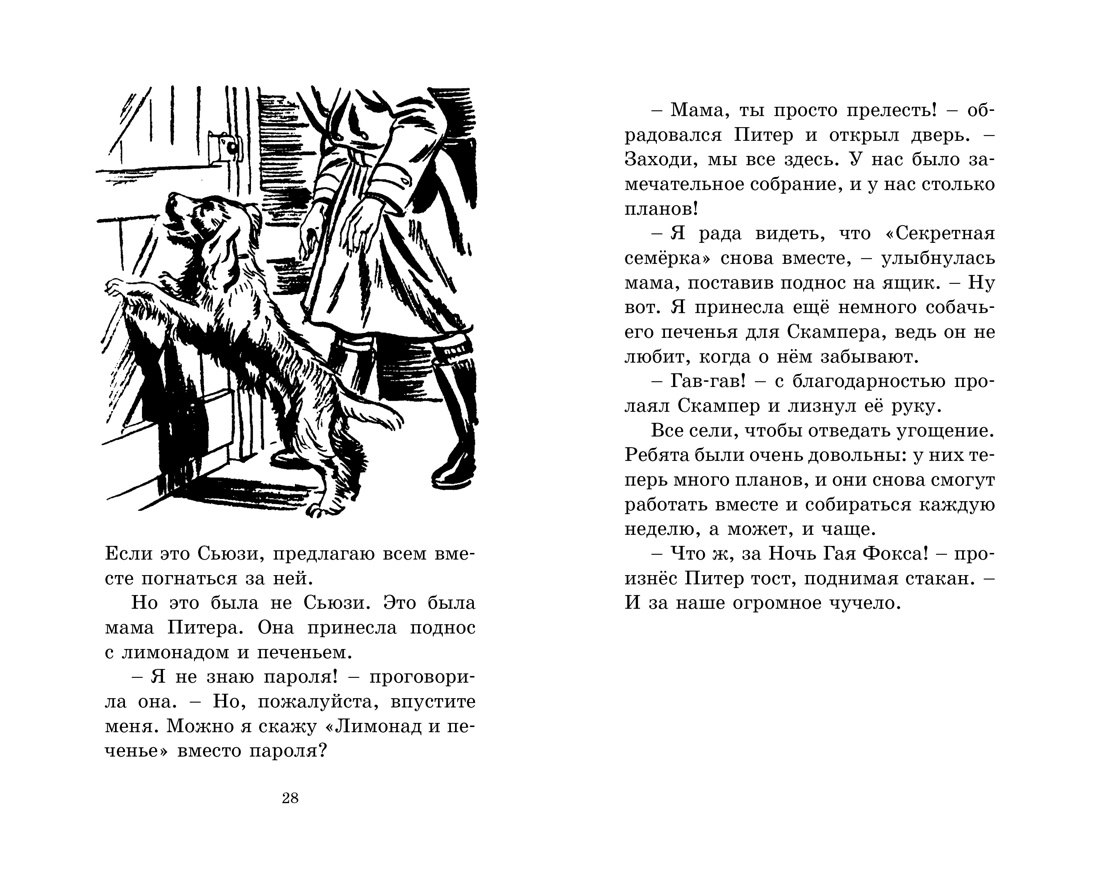 Если это Сьюзи, предлагаю всем вме-
сте погнаться за ней.
Но это была не Сьюзи. Это была
мама Питера. Она принесла поднос
с лимонадом и печеньем.
– Я не знаю пароля! – проговори-
ла она. – Но, пожалуйста, впустите
меня. Можно я скажу «Лимонад и пе-
ченье» вместо пароля?
28
– Мама, ты просто прелесть! – об-
радовался Питер и открыл дверь. –
Заходи, мы все здесь. У нас было за-
мечательное собрание, и у нас столько
планов!
– Я рада видеть, что «Секретная
семёрка» снова вместе, – улыбнулась
мама, поставив поднос на ящик. – Ну
вот. Я принесла ещё немного собачь-
его печенья для Скампера, ведь он не
любит, когда о нём забывают.
– Гав-гав! – с благодарностью про-
лаял Скампер и лизнул её руку.
Все сели, чтобы отведать угощение.
Ребята были очень довольны: у них те-
перь много планов, и они снова смогут
работать вместе и собираться каждую
неделю, а может, и чаще.
– Что ж, за Ночь Гая Фокса! – про-
изнёс Питер тост, поднимая стакан. –
И за наше огромное чучело.